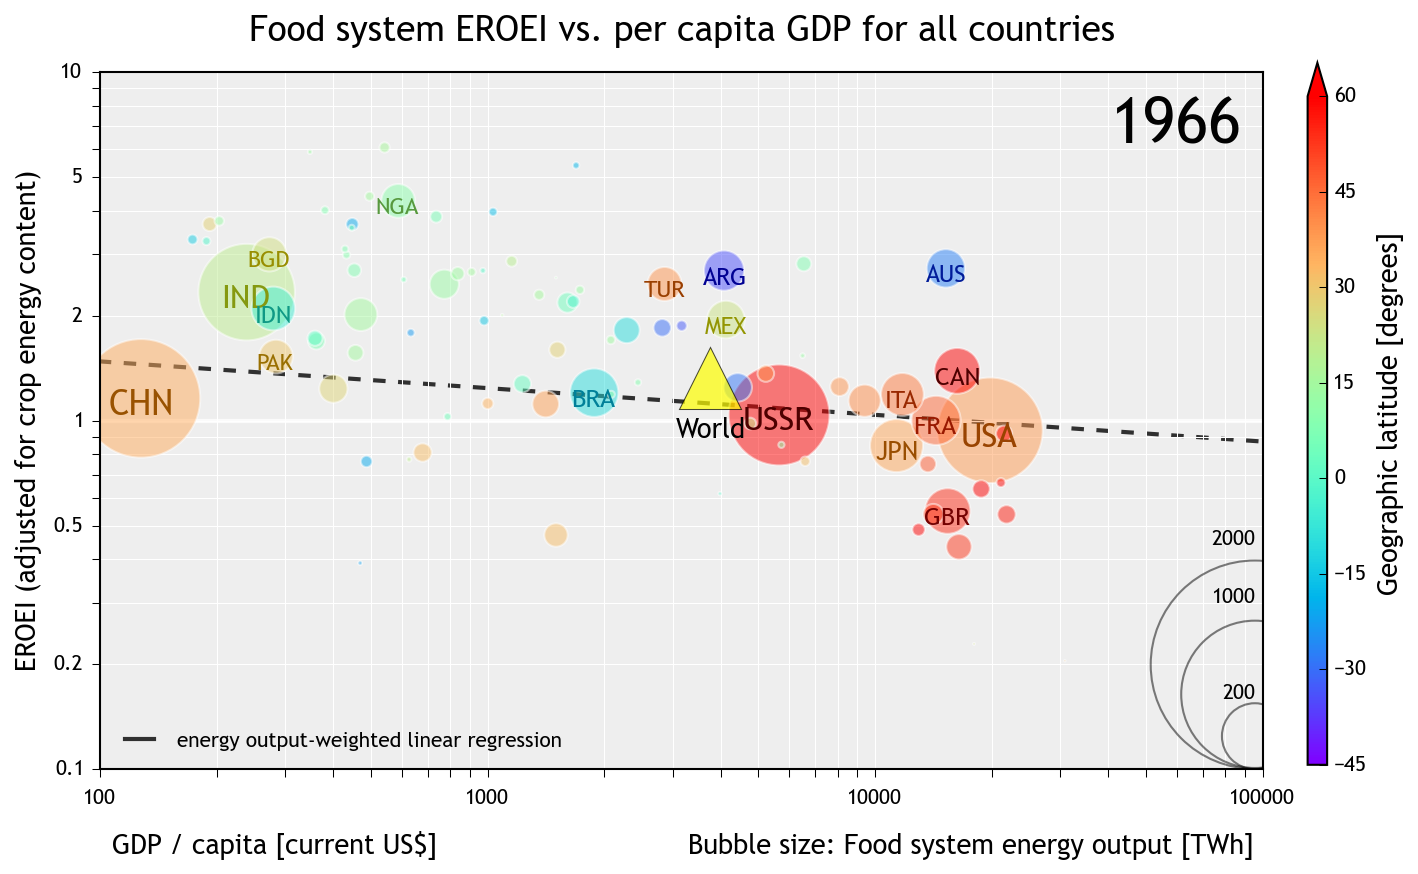 Food system EROEI vs. per capita GDP for all countries
1966
EROEI (adjusted for crop energy content)
10
5
2
1
0.5
0.2
0.1
NGA
BGD
IND
IDN
PAK
CHN
TUR
ARG
MEX
AUS
BRA
World
USSR
CAN
ITA
FRA
USA
JPN
GBR
2000
1000
200
energy output-weighted linear regression
100
1000
10000
100000
GDP / capita [current US$]
Bubble size: Food system energy output [TWh]
60
45
30
15
0
−15
−30
−45
Geographic latitude [degrees]